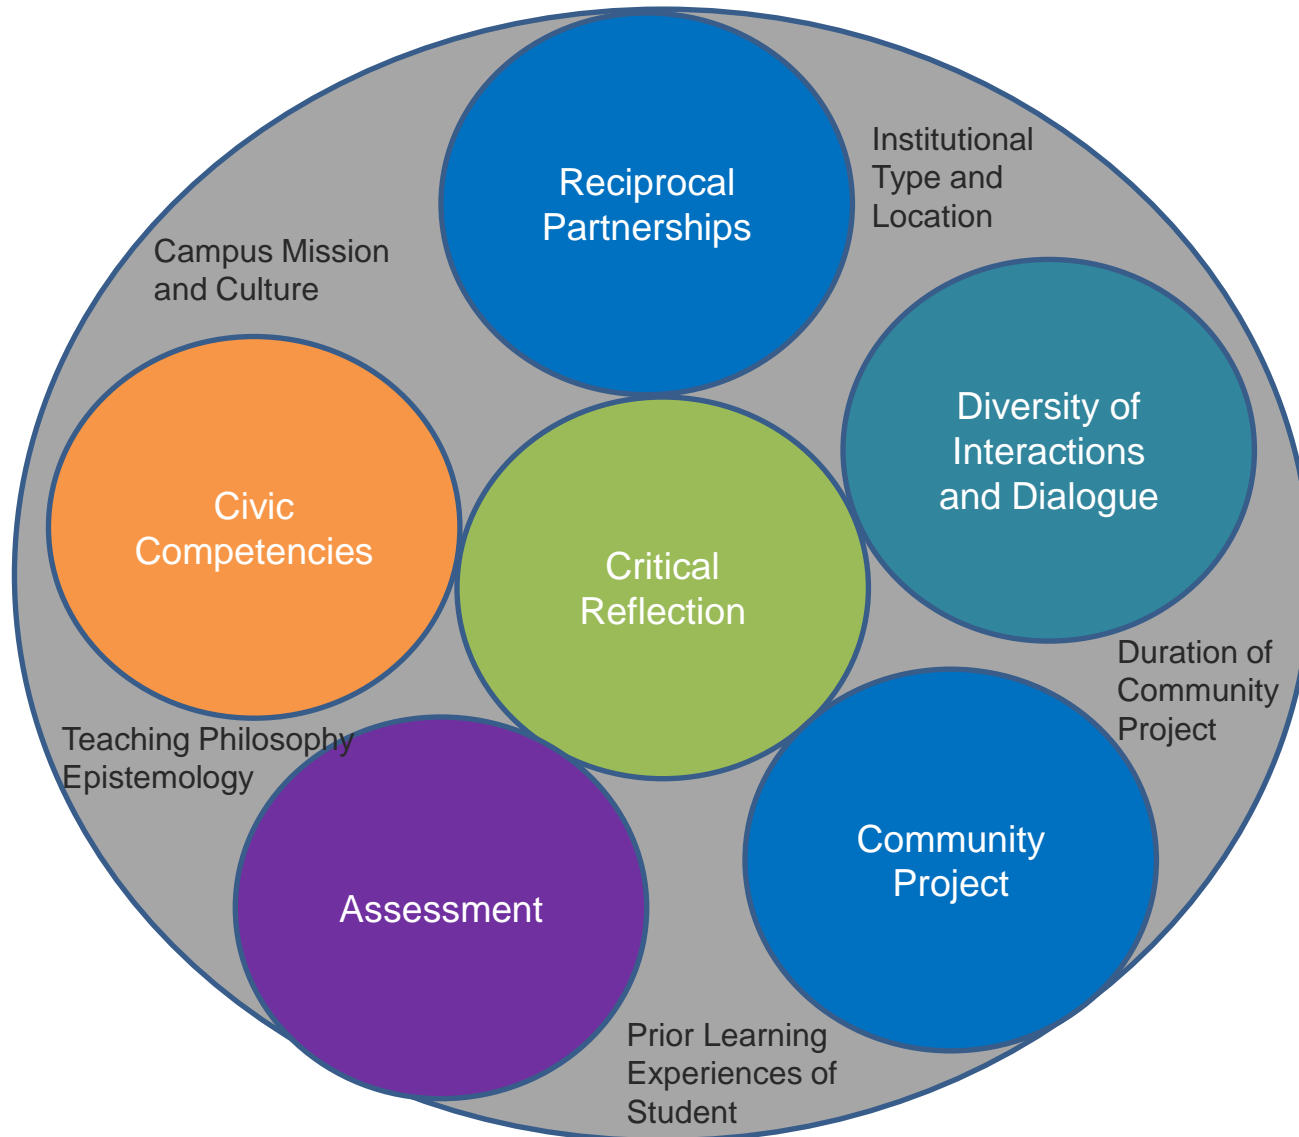 Reciprocal
Partnerships
Institutional
Type and
Location
Campus Mission
and Culture
Diversity of
Interactions
and Dialogue
Civic
Competencies
Critical
Reflection
Duration of
Community
Project
Teaching Philosophy
Epistemology
Community
Project
Assessment
Prior Learning
Experiences of
Student